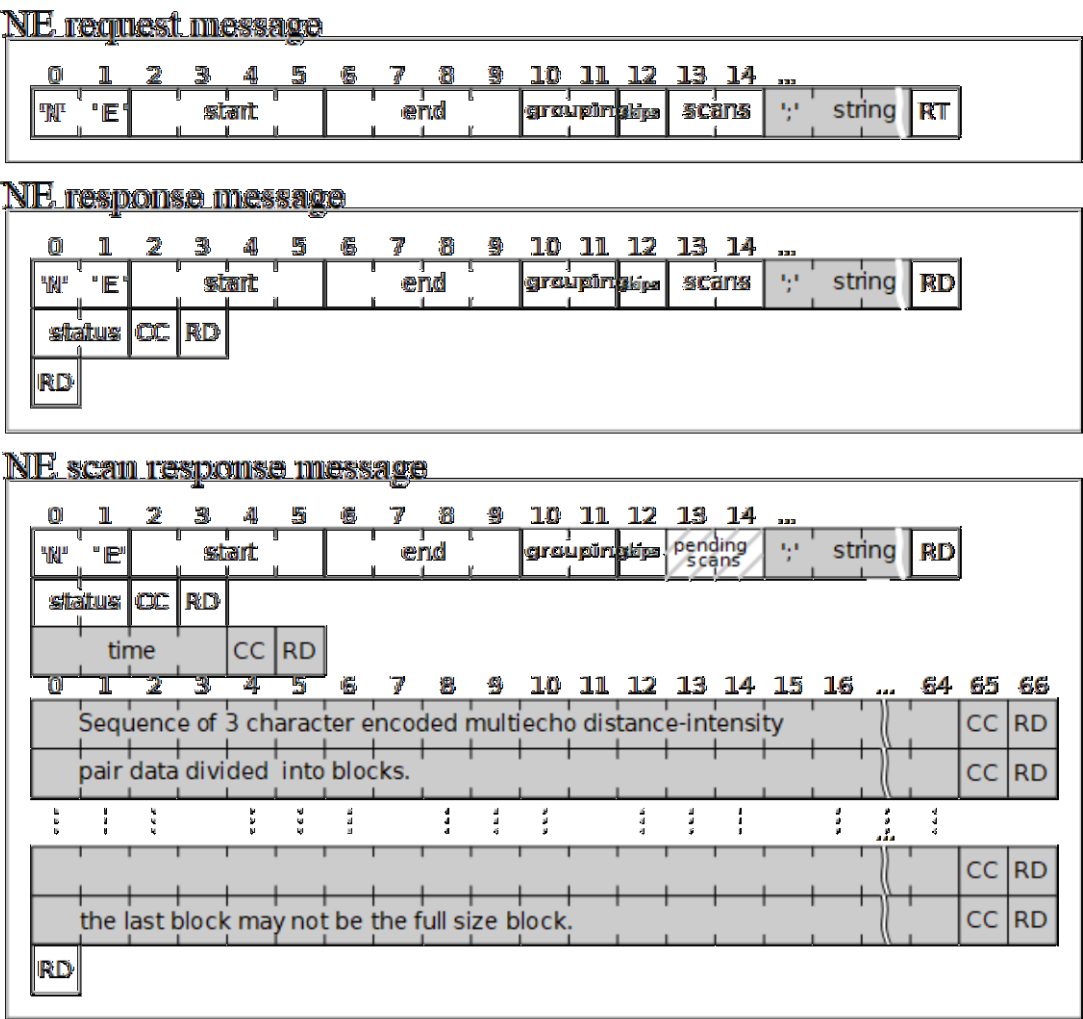 NE request message
0 1 2 3 4 5 6 7 8 9 10 11 12 13 14 ...
'N' 'E' start end grouping skips scans ';' string RT
NE response message
0 1 2 3 4 5 6 7 8 9 10 11 12 13 14 ...
'N' 'E' start end grouping skips scans ';' string RD
status CC RD
RD
NE scan response message
0 1 2 3 4 5 6 7 8 9 10 11 12 13 14 ...
'N' 'E' start end grouping skips pending scans ';' string RD
status CC RD
time CC RD
0 1 2 3 4 5 6 7 8 9 10 11 12 13 14 15 16 ... 64 65 66
Sequence of 3 character encoded multiecho distance-intensity CC RD
pair data divided into blocks. CC RD
...
CC RD
the last block may not be the full size block. CC RD
RD